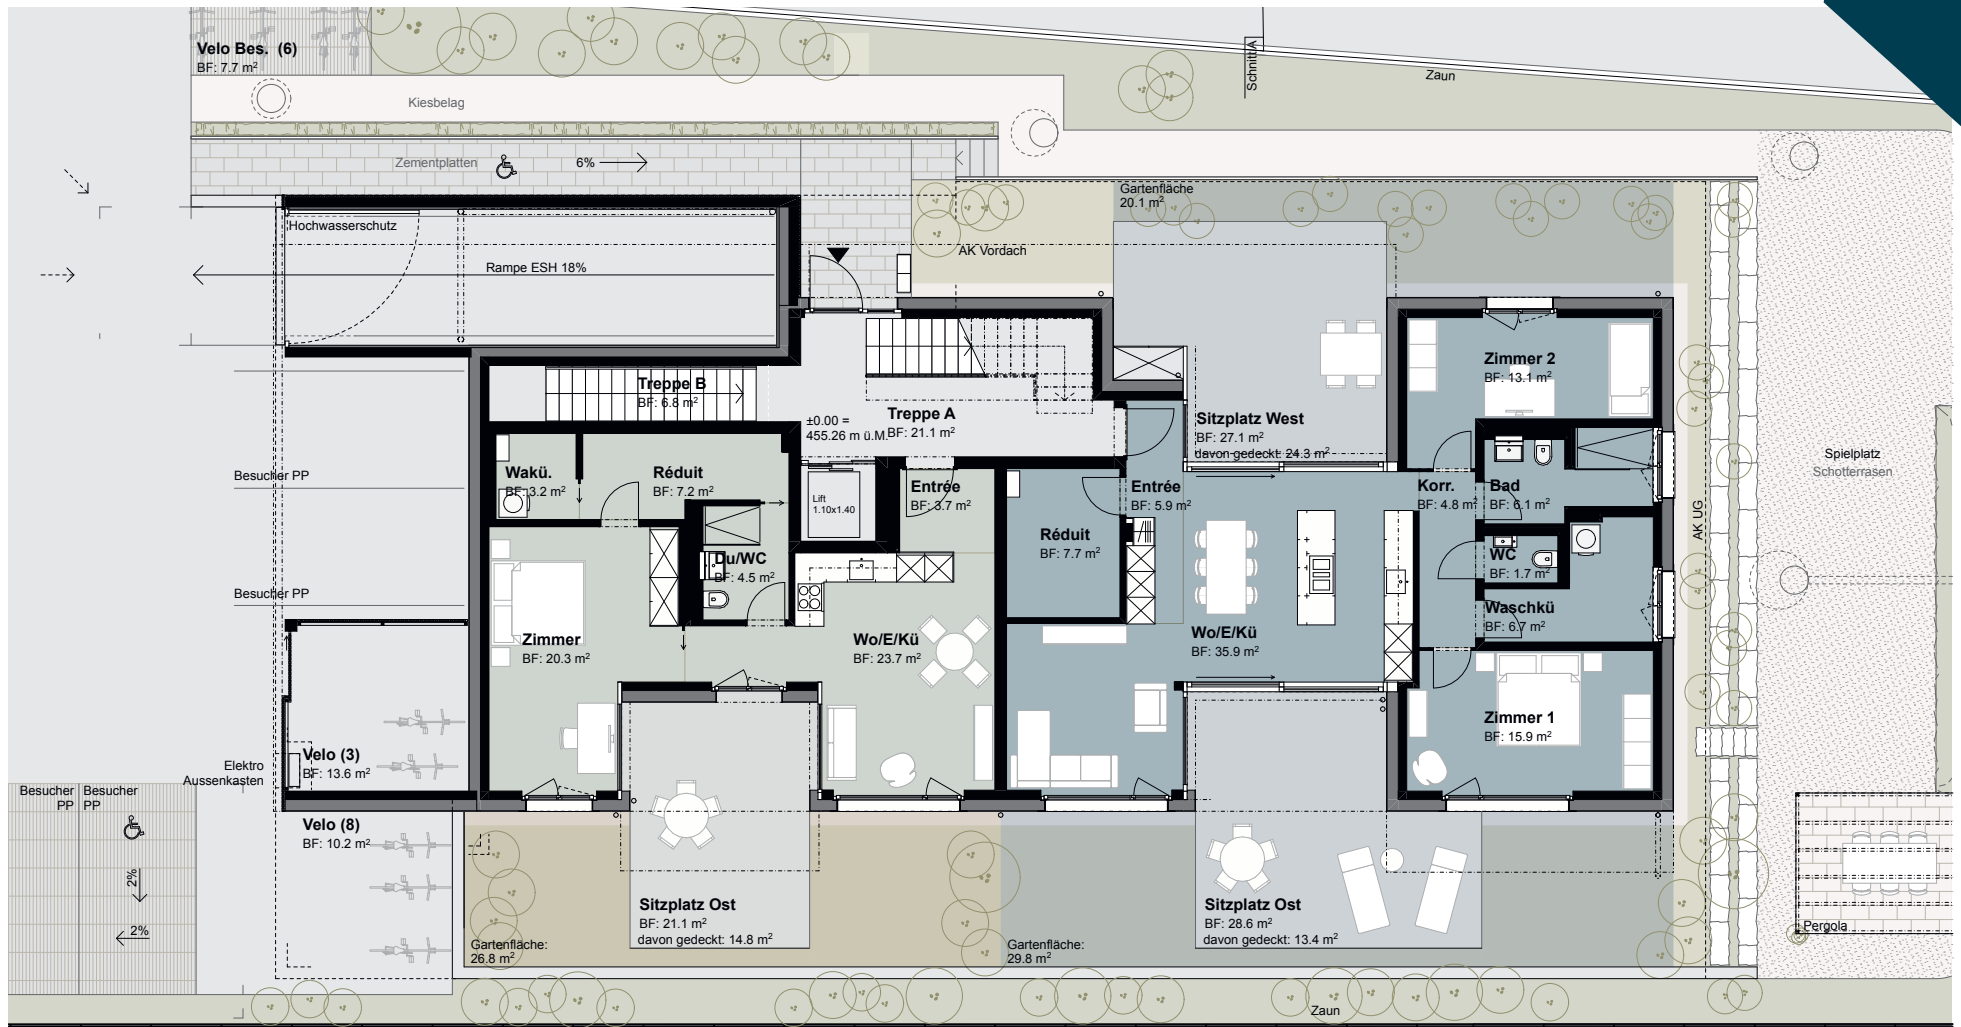 Velo Bes. (6)
BF: 7.7 m²
Kiesbelag
Zementplatten
6%
Schnitt A
Zaun
Hochwasserschutz
Rampe ESH 18%
AK Vordach
Gartenfläche
20.1 m²
Treppe B
BF: 6.8 m²
±0.00 =
455.26 m ü.M.
Treppe A
BF: 21.1 m²
Sitzplatz West
BF: 27.1 m²
davon gedeckt: 24.3 m²
Zimmer 2
BF: 13.1 m²
Besucher PP
Wakü.
BF: 3.2 m²
Réduit
BF: 7.2 m²
Lift
1.10x1.40
Entrée
BF: 3.7 m²
Entrée
BF: 5.9 m²
Réduit
BF: 7.7 m²
Korr.
BF: 4.8 m²
Bad
BF: 6.1 m²
AK UG
Spielplatz
Schotterrasen
Du/WC
BF: 4.5 m²
WC
BF: 1.7 m²
Besucher PP
Zimmer
BF: 20.3 m²
Wo/E/Kü
BF: 23.7 m²
Wo/E/Kü
BF: 35.9 m²
Waschkü
BF: 6.7 m²
Zimmer 1
BF: 15.9 m²
Velo (3)
BF: 13.6 m²
Elektro
Aussenkasten
Besucher
PP
Besucher
PP
Velo (8)
BF: 10.2 m²
2%
2%
Gartenfläche:
26.8 m²
Sitzplatz Ost
BF: 21.1 m²
davon gedeckt: 14.8 m²
Gartenfläche:
29.8 m²
Sitzplatz Ost
BF: 28.6 m²
davon gedeckt: 13.4 m²
Pergola
Zaun